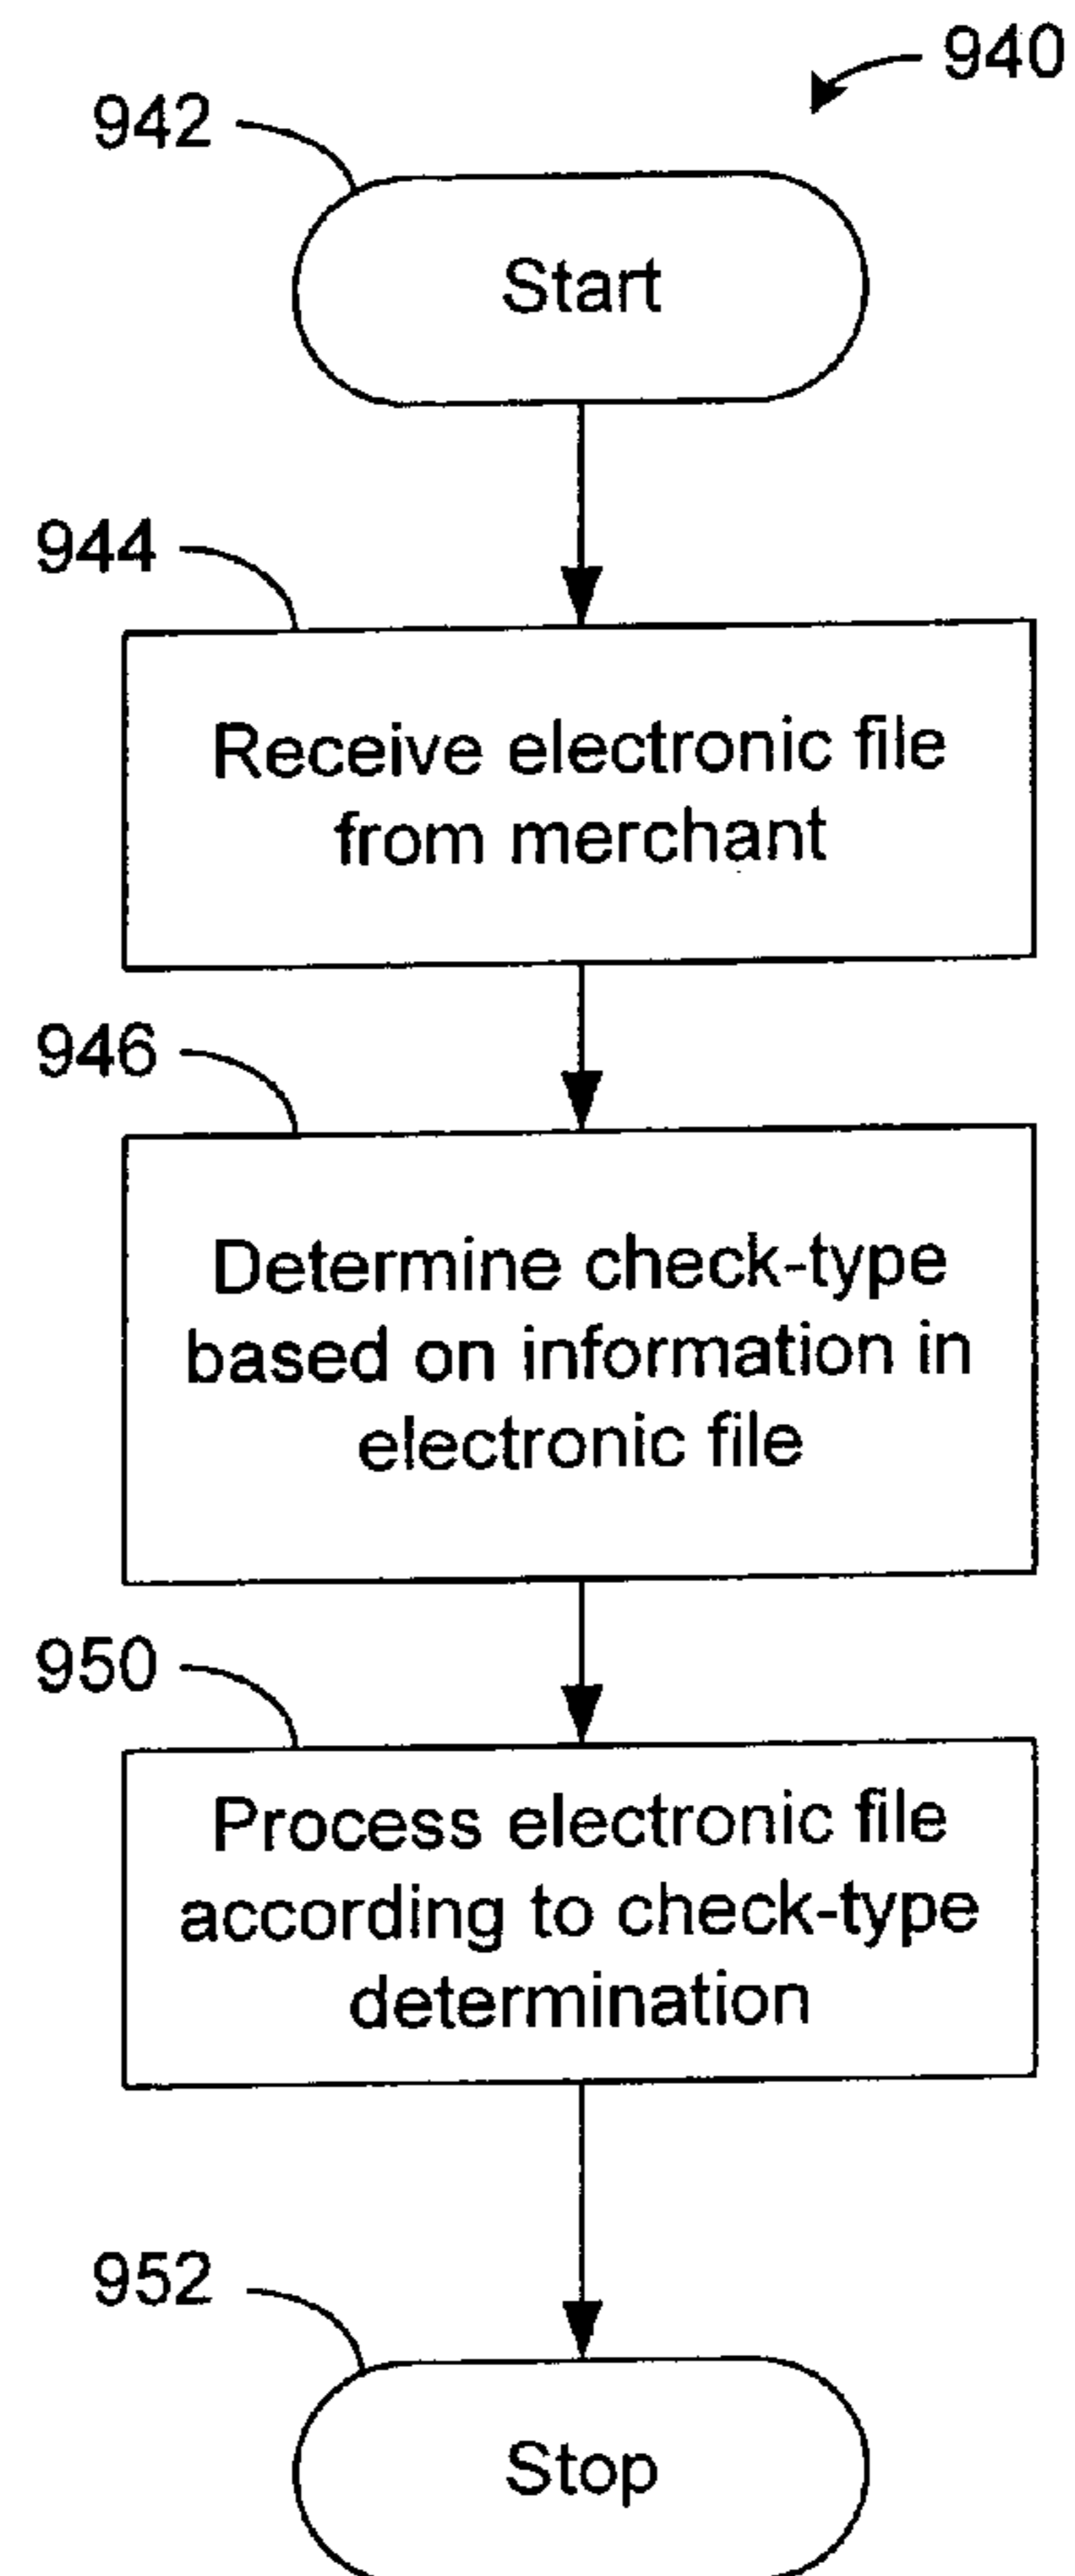 940
942
Start
944
Receive electronic file
from merchant
946
Determine check-type
based on information in
electronic file
950
Process electronic file
according to check-type
determination
952
Stop